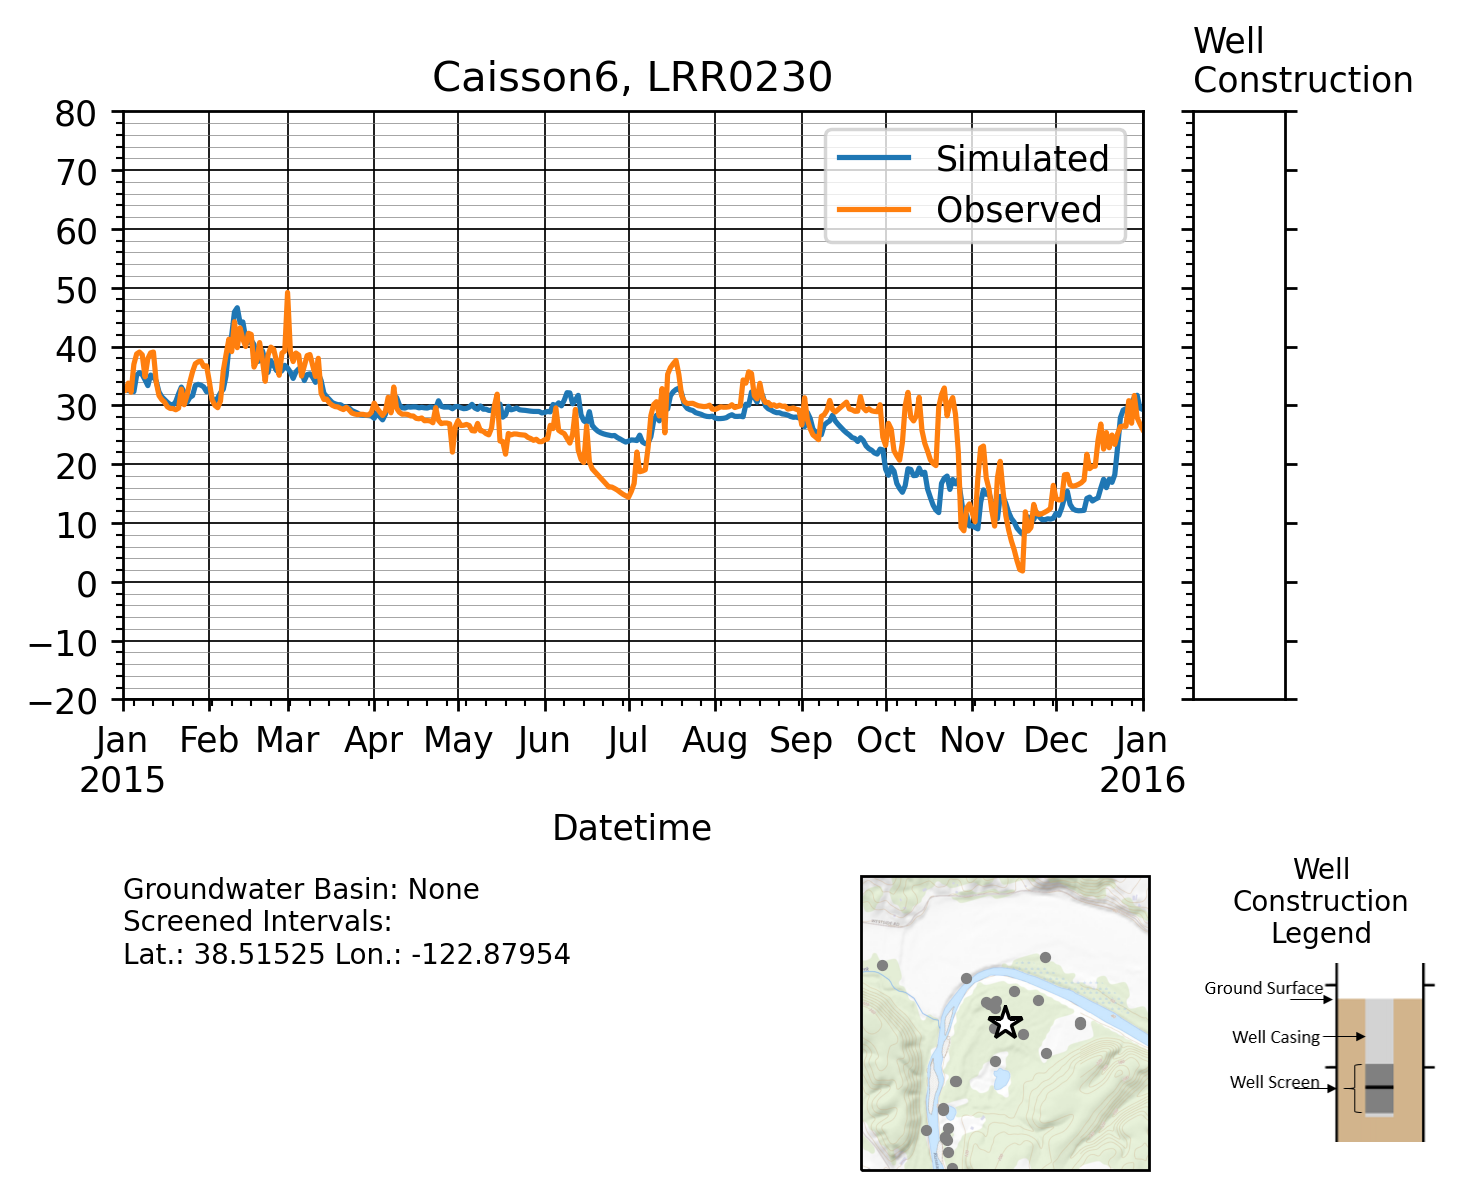 Well
Construction
Caisson6, LRR0230
80
70
60
50
40
30
20
10
0
−10
−20
Simulated
Observed
Jan Feb Mar Apr May Jun Jul Aug Sep Oct Nov Dec Jan
2015 2016
Datetime
Groundwater Basin: None
Screened Intervals:
Lat.: 38.51525 Lon.: -122.87954
Well
Construction
Legend
Ground Surface
Well Casing
Well Screen